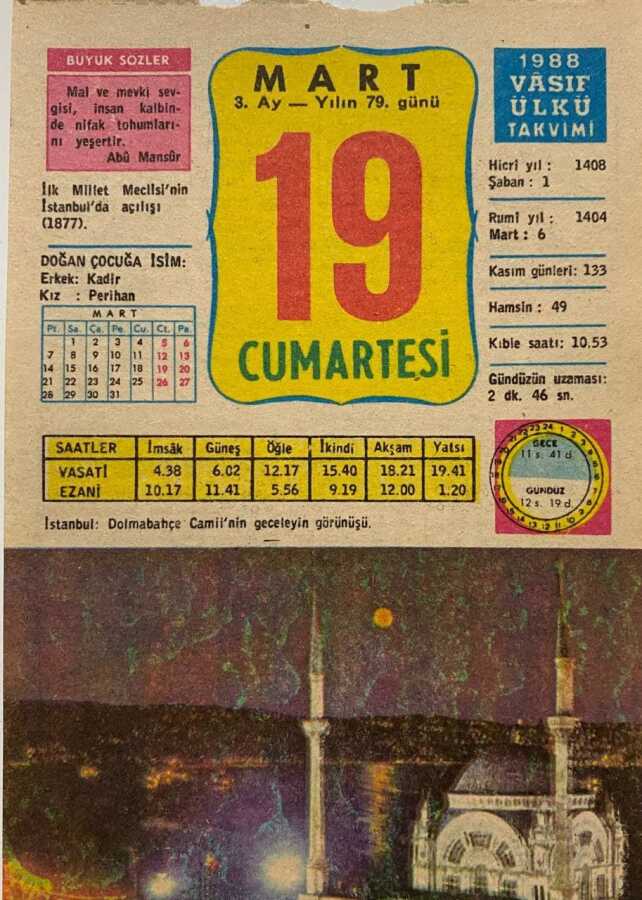 BÜYÜK SÖZLER
Mal ve mevki sev-
gisi, insan kalbin-
de nifak tohumları-
nı yeşertir.
Abû Mansûr
İlk Millet Meclisi'nin
İstanbul'da açılışı
(1877).
DOĞAN ÇOCUĞA İSİM:
Erkek: Kadir
Kız : Perihan
MART
Pt. Sa. Ça. Pe. Cu. Ct. Pa.
1 2 3 4 5 6
7 8 9 10 11 12 13
14 15 16 17 18 19 20
21 22 23 24 25 26 27
28 29 30 31
MART
3. Ay — Yılın 79. günü
19
CUMARTESİ
1988
VÂSIF
ÜLKÜ
TAKVİMİ
Hicrî yıl : 1408
Şaban : 1
Rumî yıl : 1404
Mart : 6
Kasım günleri: 133
Hamsin : 49
Kıble saati: 10.53
Gündüzün uzaması:
2 dk. 46 sn.
SAATLER İmsâk Güneş Öğle İkindi Akşam Yatsı
VASATİ 4.38 6.02 12.17 15.40 18.21 19.41
EZANİ 10.17 11.41 5.56 9.19 12.00 1.20
GECE
11 s. 41 d.
GÜNDÜZ
12 s. 19 d.
İstanbul: Dolmabahçe Camii'nin geceleyin görünüşü.